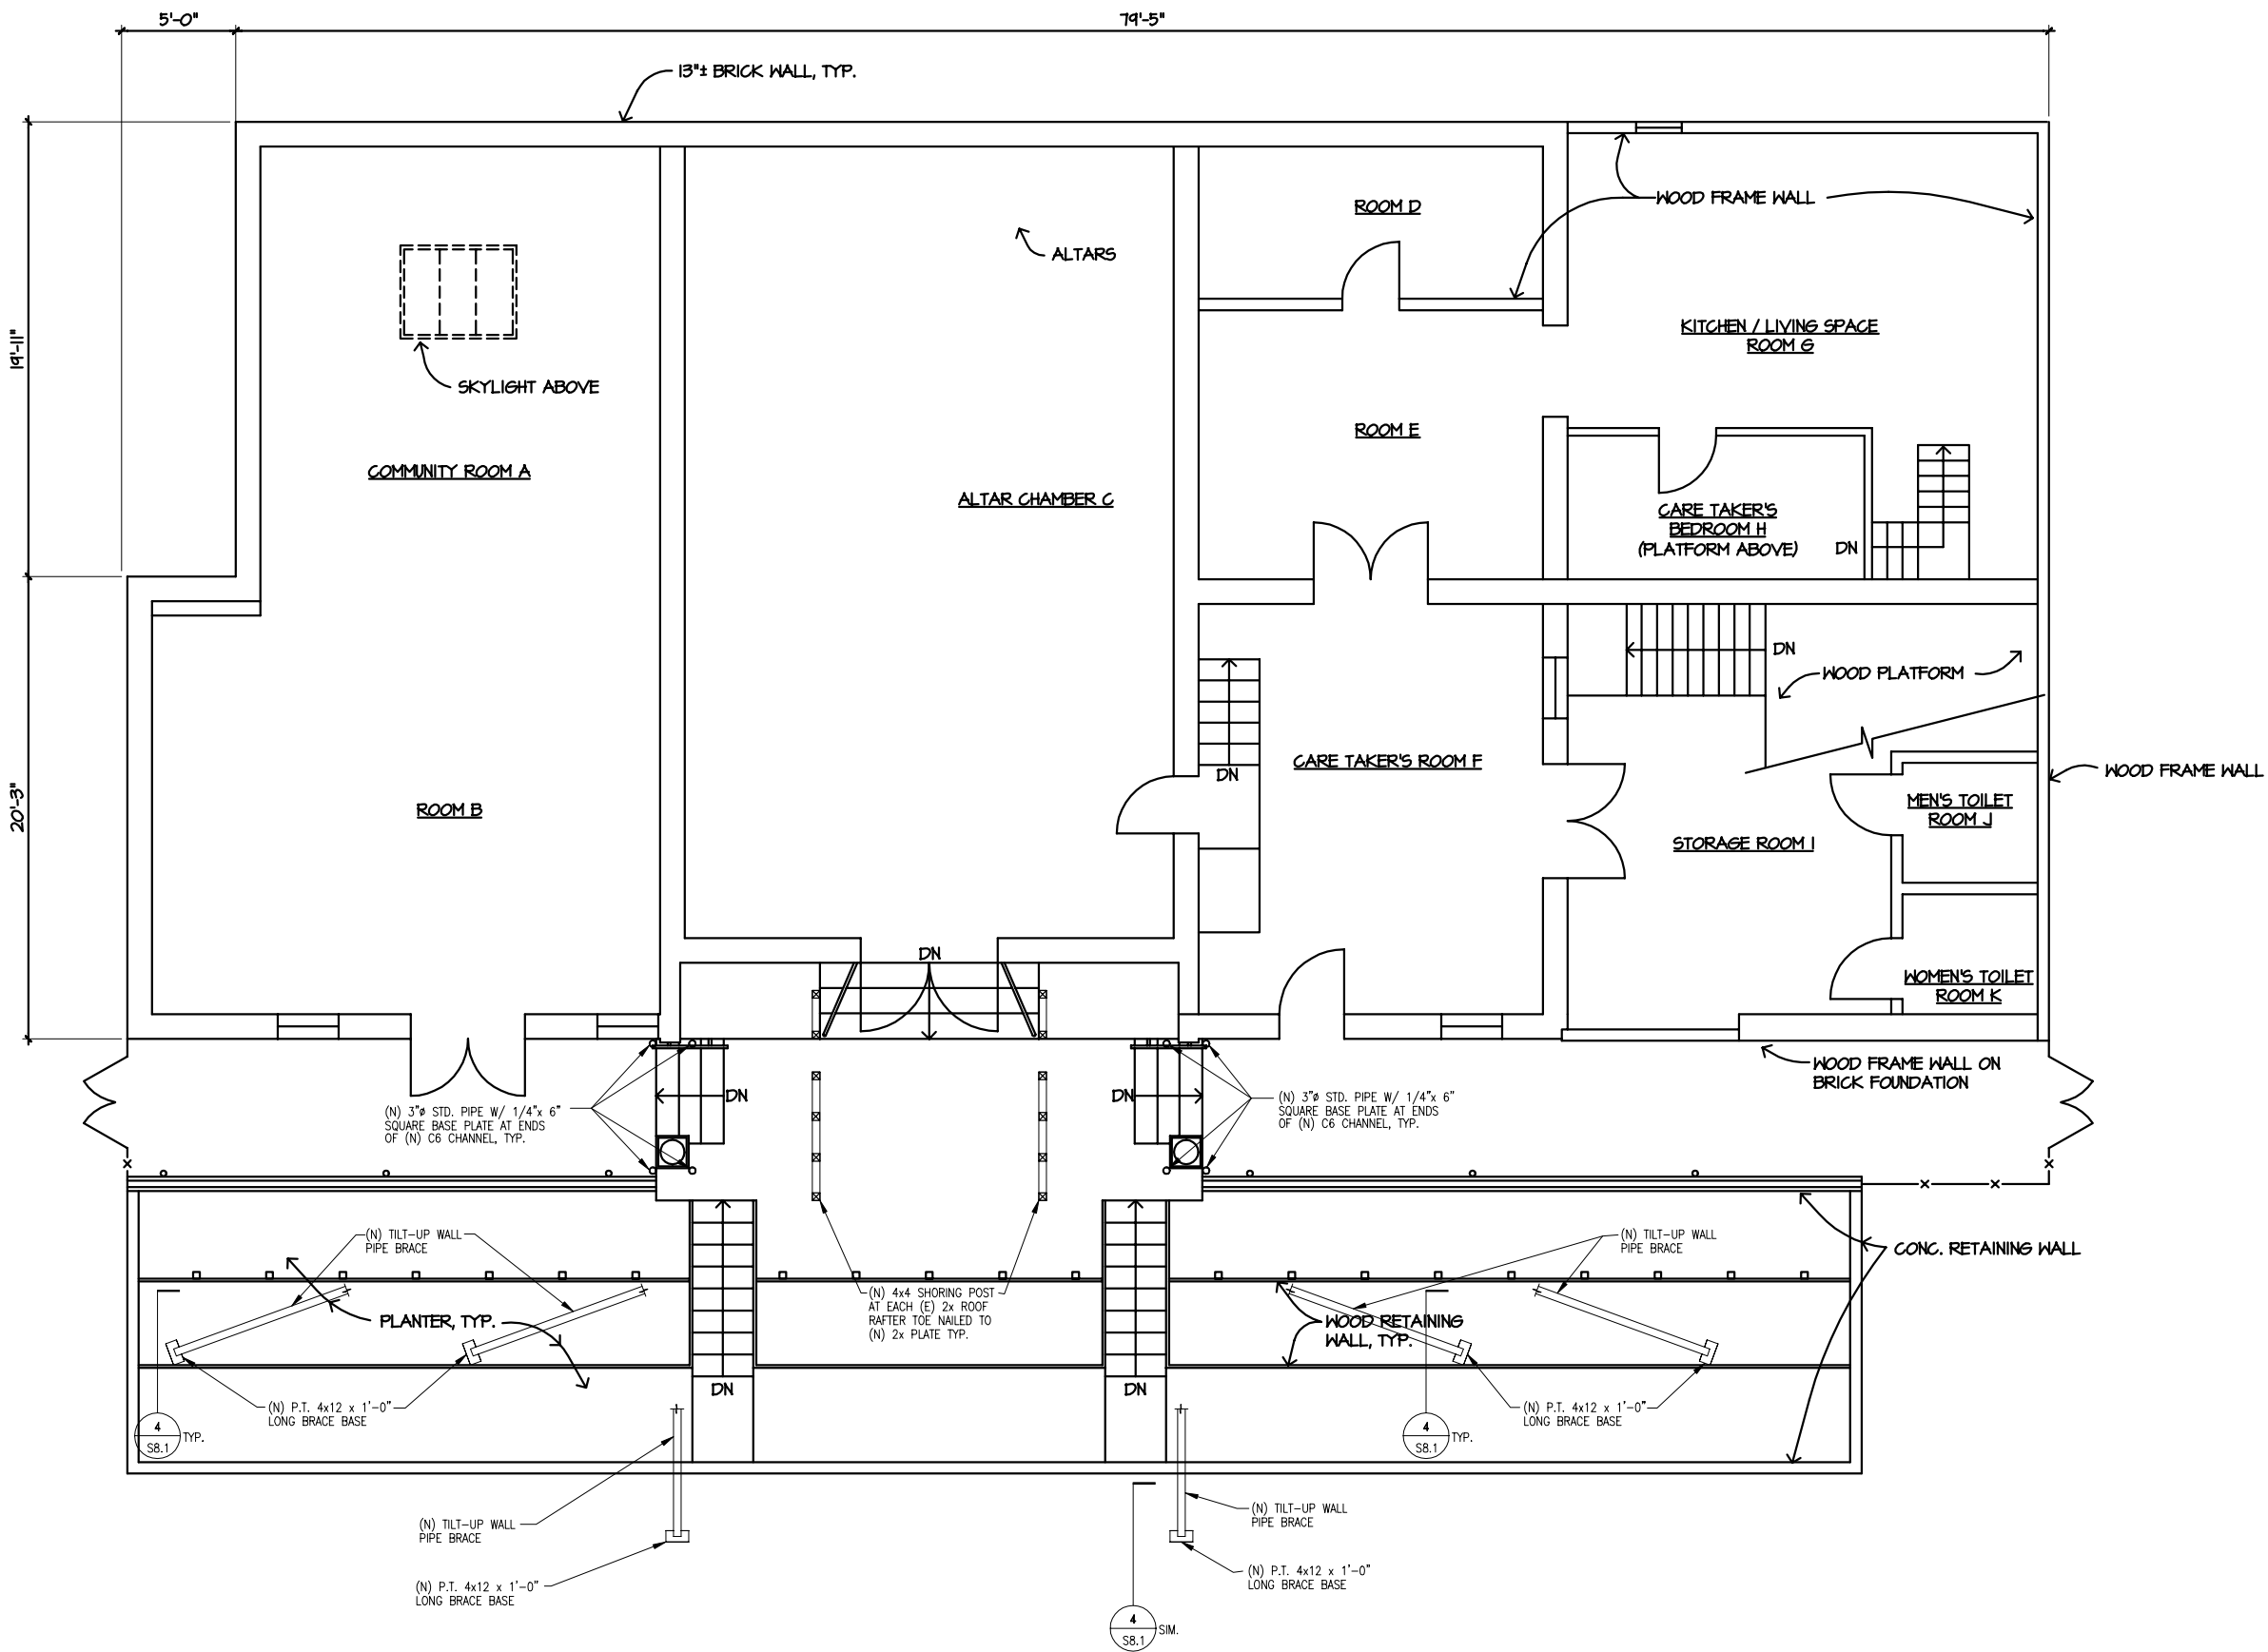 5'-0"
79'-5"
13"± BRICK WALL, TYP.
19'-11"
20'-3"
ROOM D
WOOD FRAME WALL
ALTARS
KITCHEN / LIVING SPACE
ROOM G
SKYLIGHT ABOVE
ROOM E
COMMUNITY ROOM A
ALTAR CHAMBER C
CARE TAKER'S
BEDROOM H
(PLATFORM ABOVE)
DN
DN
WOOD PLATFORM
CARE TAKER'S ROOM F
DN
WOOD FRAME WALL
MEN'S TOILET
ROOM J
ROOM B
STORAGE ROOM I
DN
WOMEN'S TOILET
ROOM K
WOOD FRAME WALL ON
BRICK FOUNDATION
DN
DN
(N) 3"ø STD. PIPE W/ 1/4"x 6"
SQUARE BASE PLATE AT ENDS
OF (N) C6 CHANNEL, TYP.
(N) 3"ø STD. PIPE W/ 1/4"x 6"
SQUARE BASE PLATE AT ENDS
OF (N) C6 CHANNEL, TYP.
(N) TILT-UP WALL
PIPE BRACE
(N) TILT-UP WALL
PIPE BRACE
CONC. RETAINING WALL
(N) 4x4 SHORING POST
AT EACH (E) 2x ROOF
RAFTER TOE NAILED TO
(N) 2x PLATE TYP.
PLANTER, TYP.
WOOD RETAINING
WALL, TYP.
DN
DN
(N) P.T. 4x12 x 1'-0"
LONG BRACE BASE
(N) P.T. 4x12 x 1'-0"
LONG BRACE BASE
4
S8.1
TYP.
4
S8.1
TYP.
(N) TILT-UP WALL
PIPE BRACE
(N) TILT-UP WALL
PIPE BRACE
(N) P.T. 4x12 x 1'-0"
LONG BRACE BASE
(N) P.T. 4x12 x 1'-0"
LONG BRACE BASE
4
S8.1
SIM.